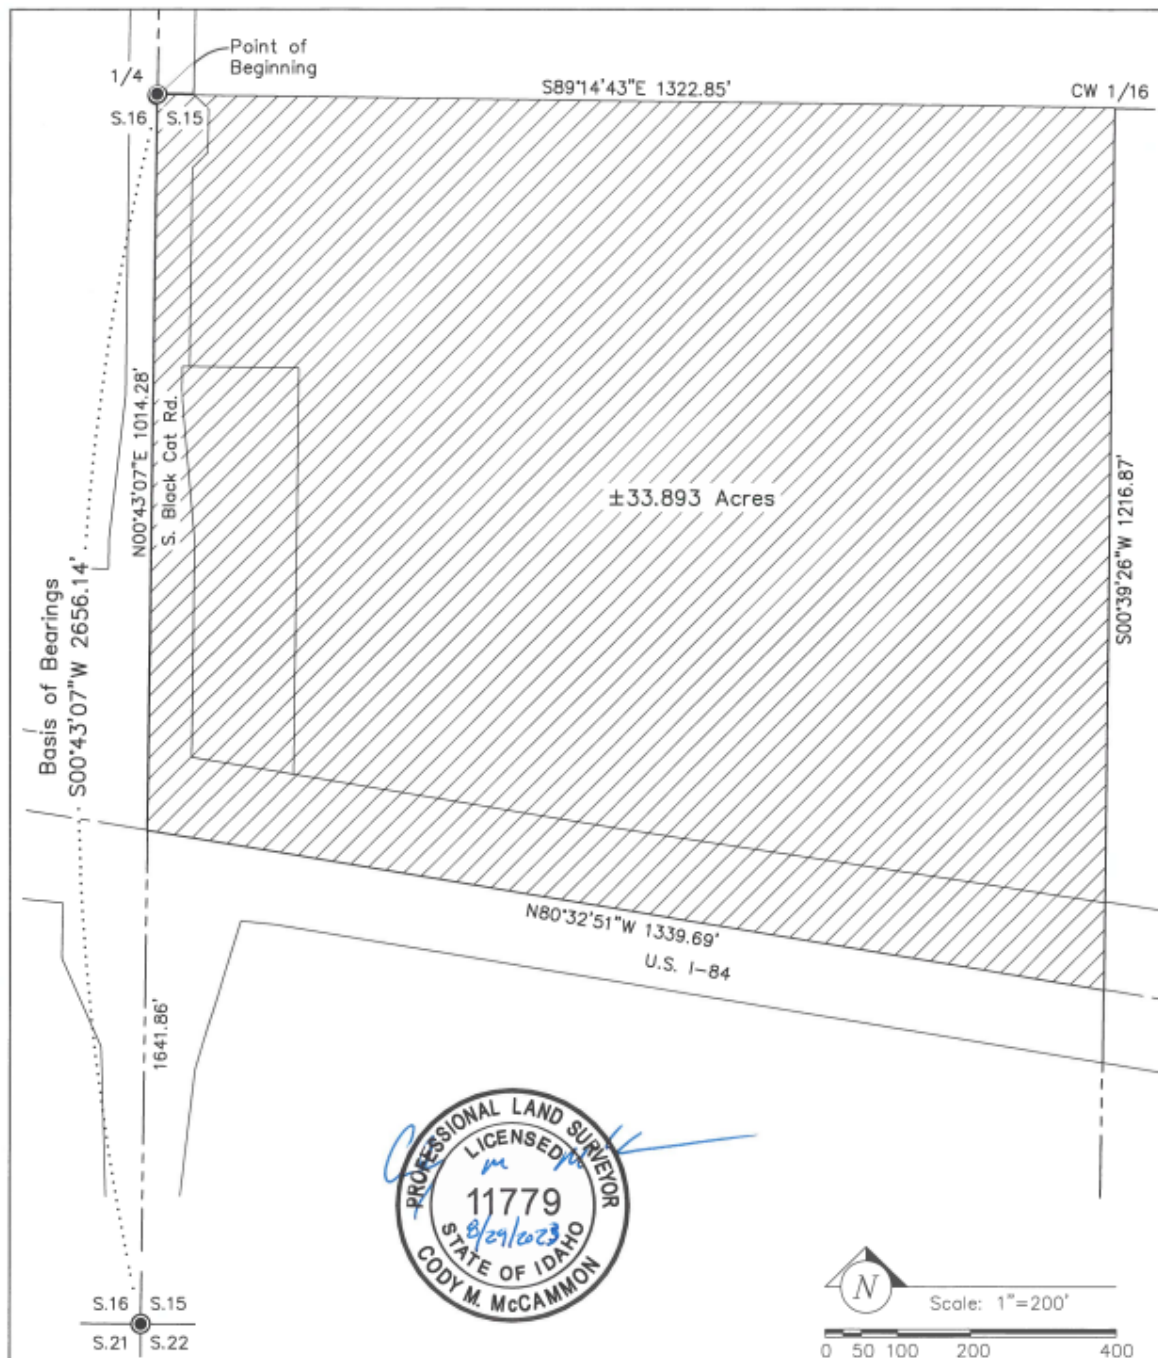 Point of
Beginning
1/4
S.16
S.15
S89°14'43"E 1322.85'
CW 1/16
N00°43'07"E 1014.28'
S. Black Cat Rd.
±33.893 Acres
S00°39'26"W 1216.87'
Basis of Bearings
S00°43'07"W 2656.14'
N80°32'51"W 1339.69'
U.S. I-84
1641.86'
PROFESSIONAL LAND SURVEYOR
LICENSED
11779
8/29/2023
STATE OF IDAHO
CODY M. McCAMMON
S.16
S.15
S.21
S.22
N
Scale: 1"=200'
0 50 100 200 400